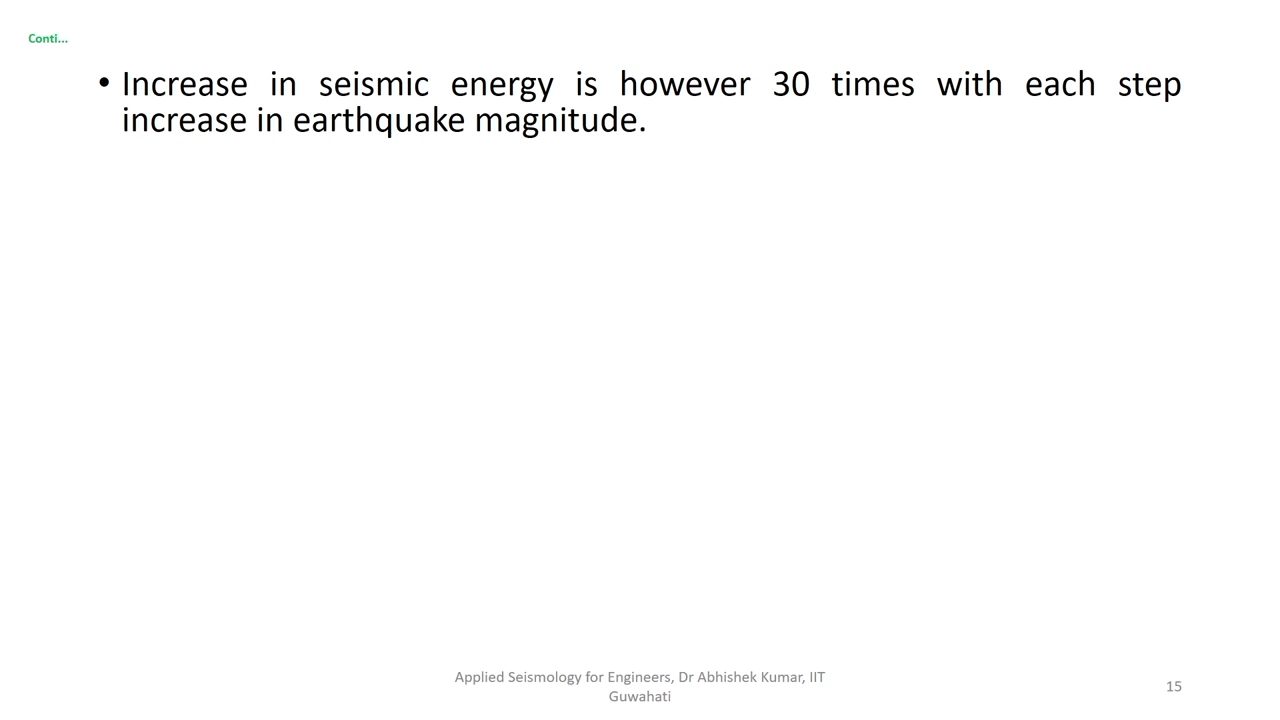 Conti...
• Increase in seismic energy is however 30 times with each step
increase in earthquake magnitude.
Applied Seismology for Engineers, Dr Abhishek Kumar, IIT
Guwahati
15